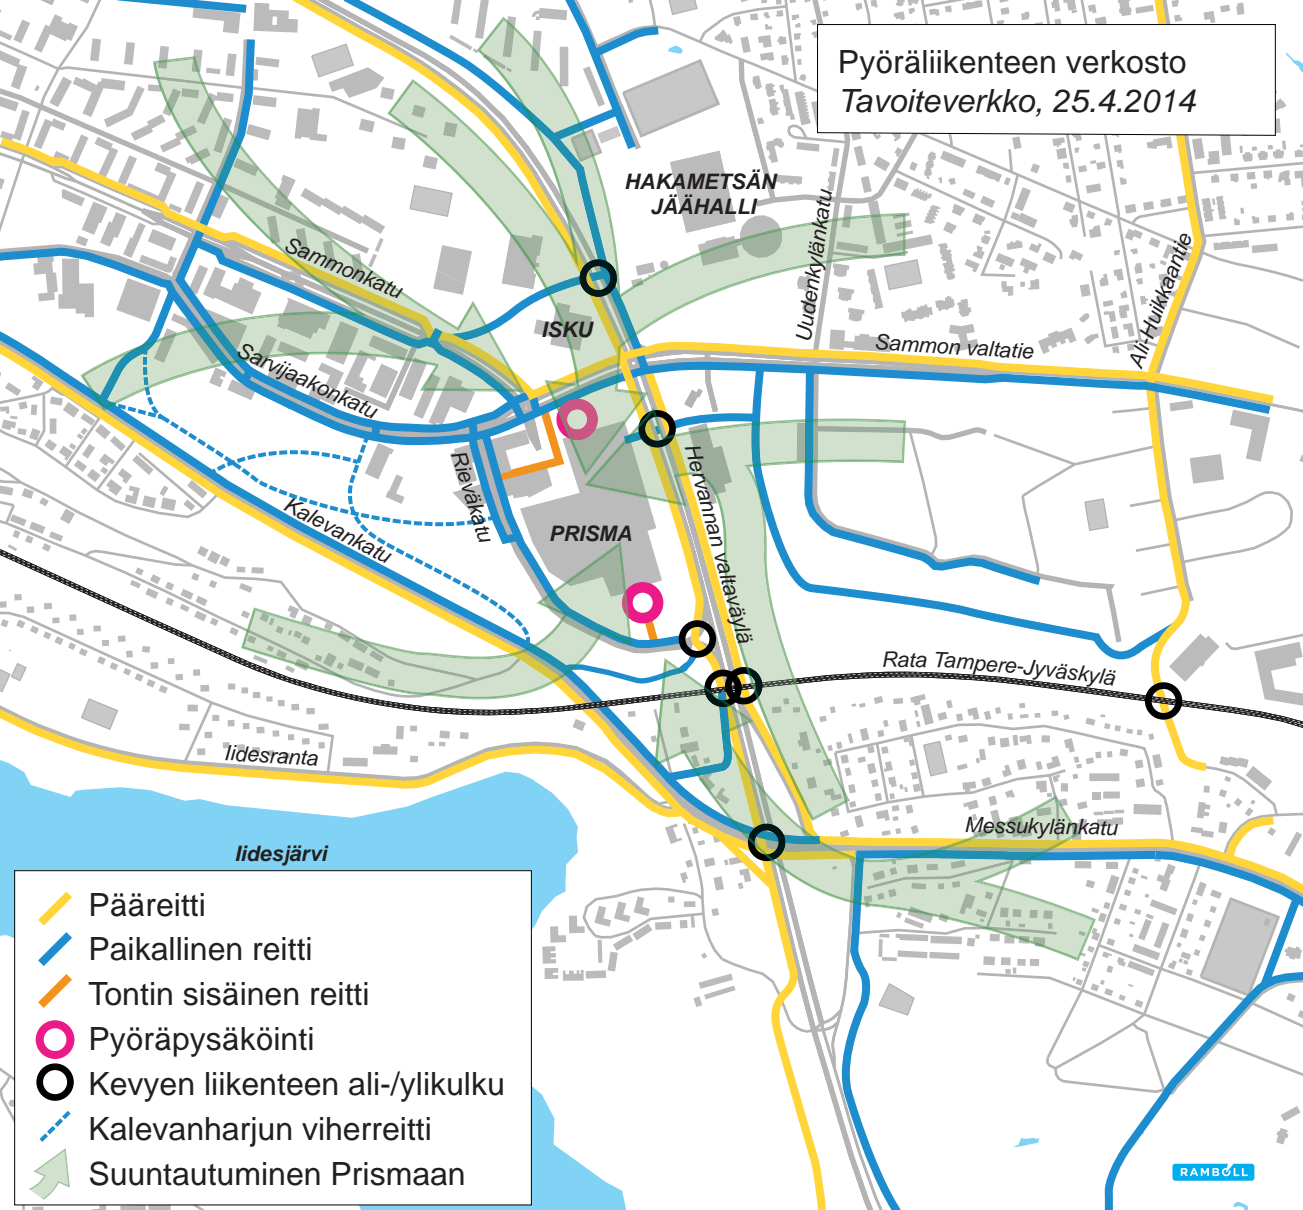 Pyöräliikenteen verkosto
Tavoiteverkko, 25.4.2014
HAKAMETSÄN
JÄÄHALLI
Uudenkylänkatu
Ali-Huikkaantie
Sammonkatu
ISKU
Sammon valtatie
Sarvijaakonkatu
Rieväkatu
Hervannan valtaväylä
Kalevankatu
PRISMA
Rata Tampere-Jyväskylä
Iidesranta
Messukylänkatu
Iidesjärvi
Pääreitti
Paikallinen reitti
Tontin sisäinen reitti
Pyöräpysäköinti
Kevyen liikenteen ali-/ylikulku
Kalevanharjun viherreitti
Suuntautuminen Prismaan
RAMBOLL